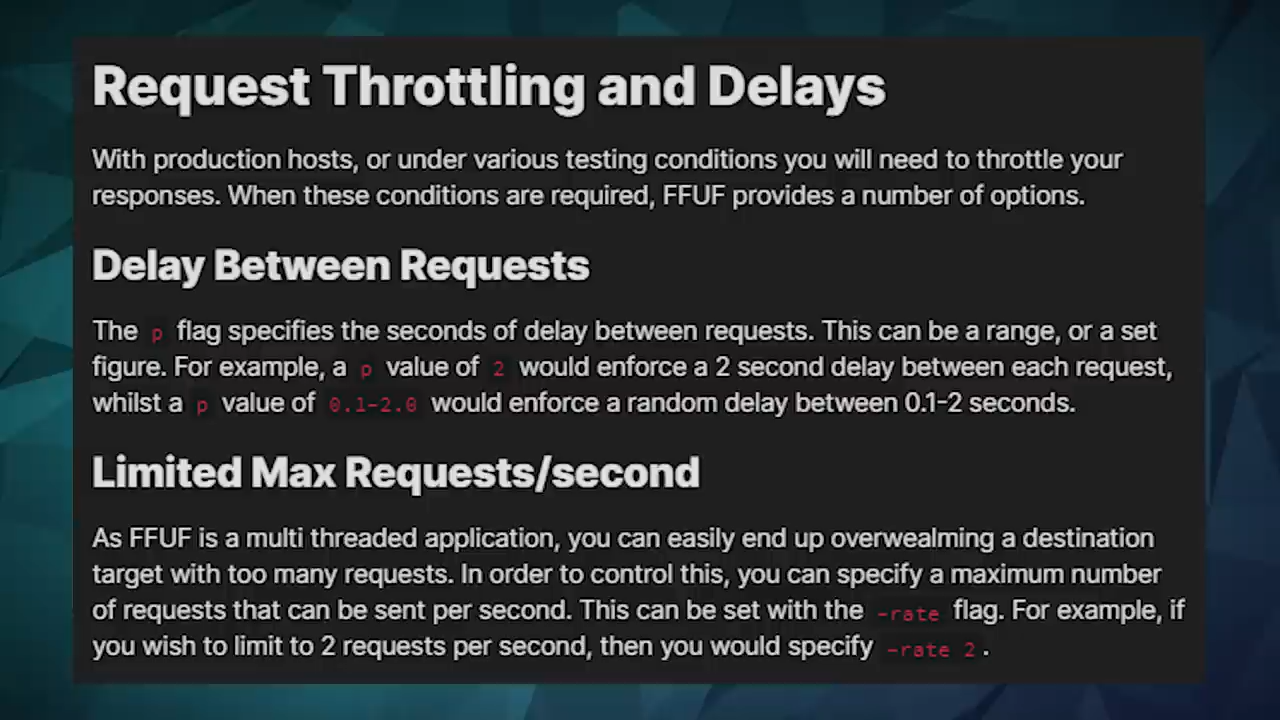 Request Throttling and Delays
With production hosts, or under various testing conditions you will need to throttle your
responses. When these conditions are required, FFUF provides a number of options.
Delay Between Requests
The p flag specifies the seconds of delay between requests. This can be a range, or a set
figure. For example, a p value of 2 would enforce a 2 second delay between each request,
whilst a p value of 0.1-2.0 would enforce a random delay between 0.1-2 seconds.
Limited Max Requests/second
As FFUF is a multi threaded application, you can easily end up overwealming a destination
target with too many requests. In order to control this, you can specify a maximum number
of requests that can be sent per second. This can be set with the -rate flag. For example, if
you wish to limit to 2 requests per second, then you would specify -rate 2 .